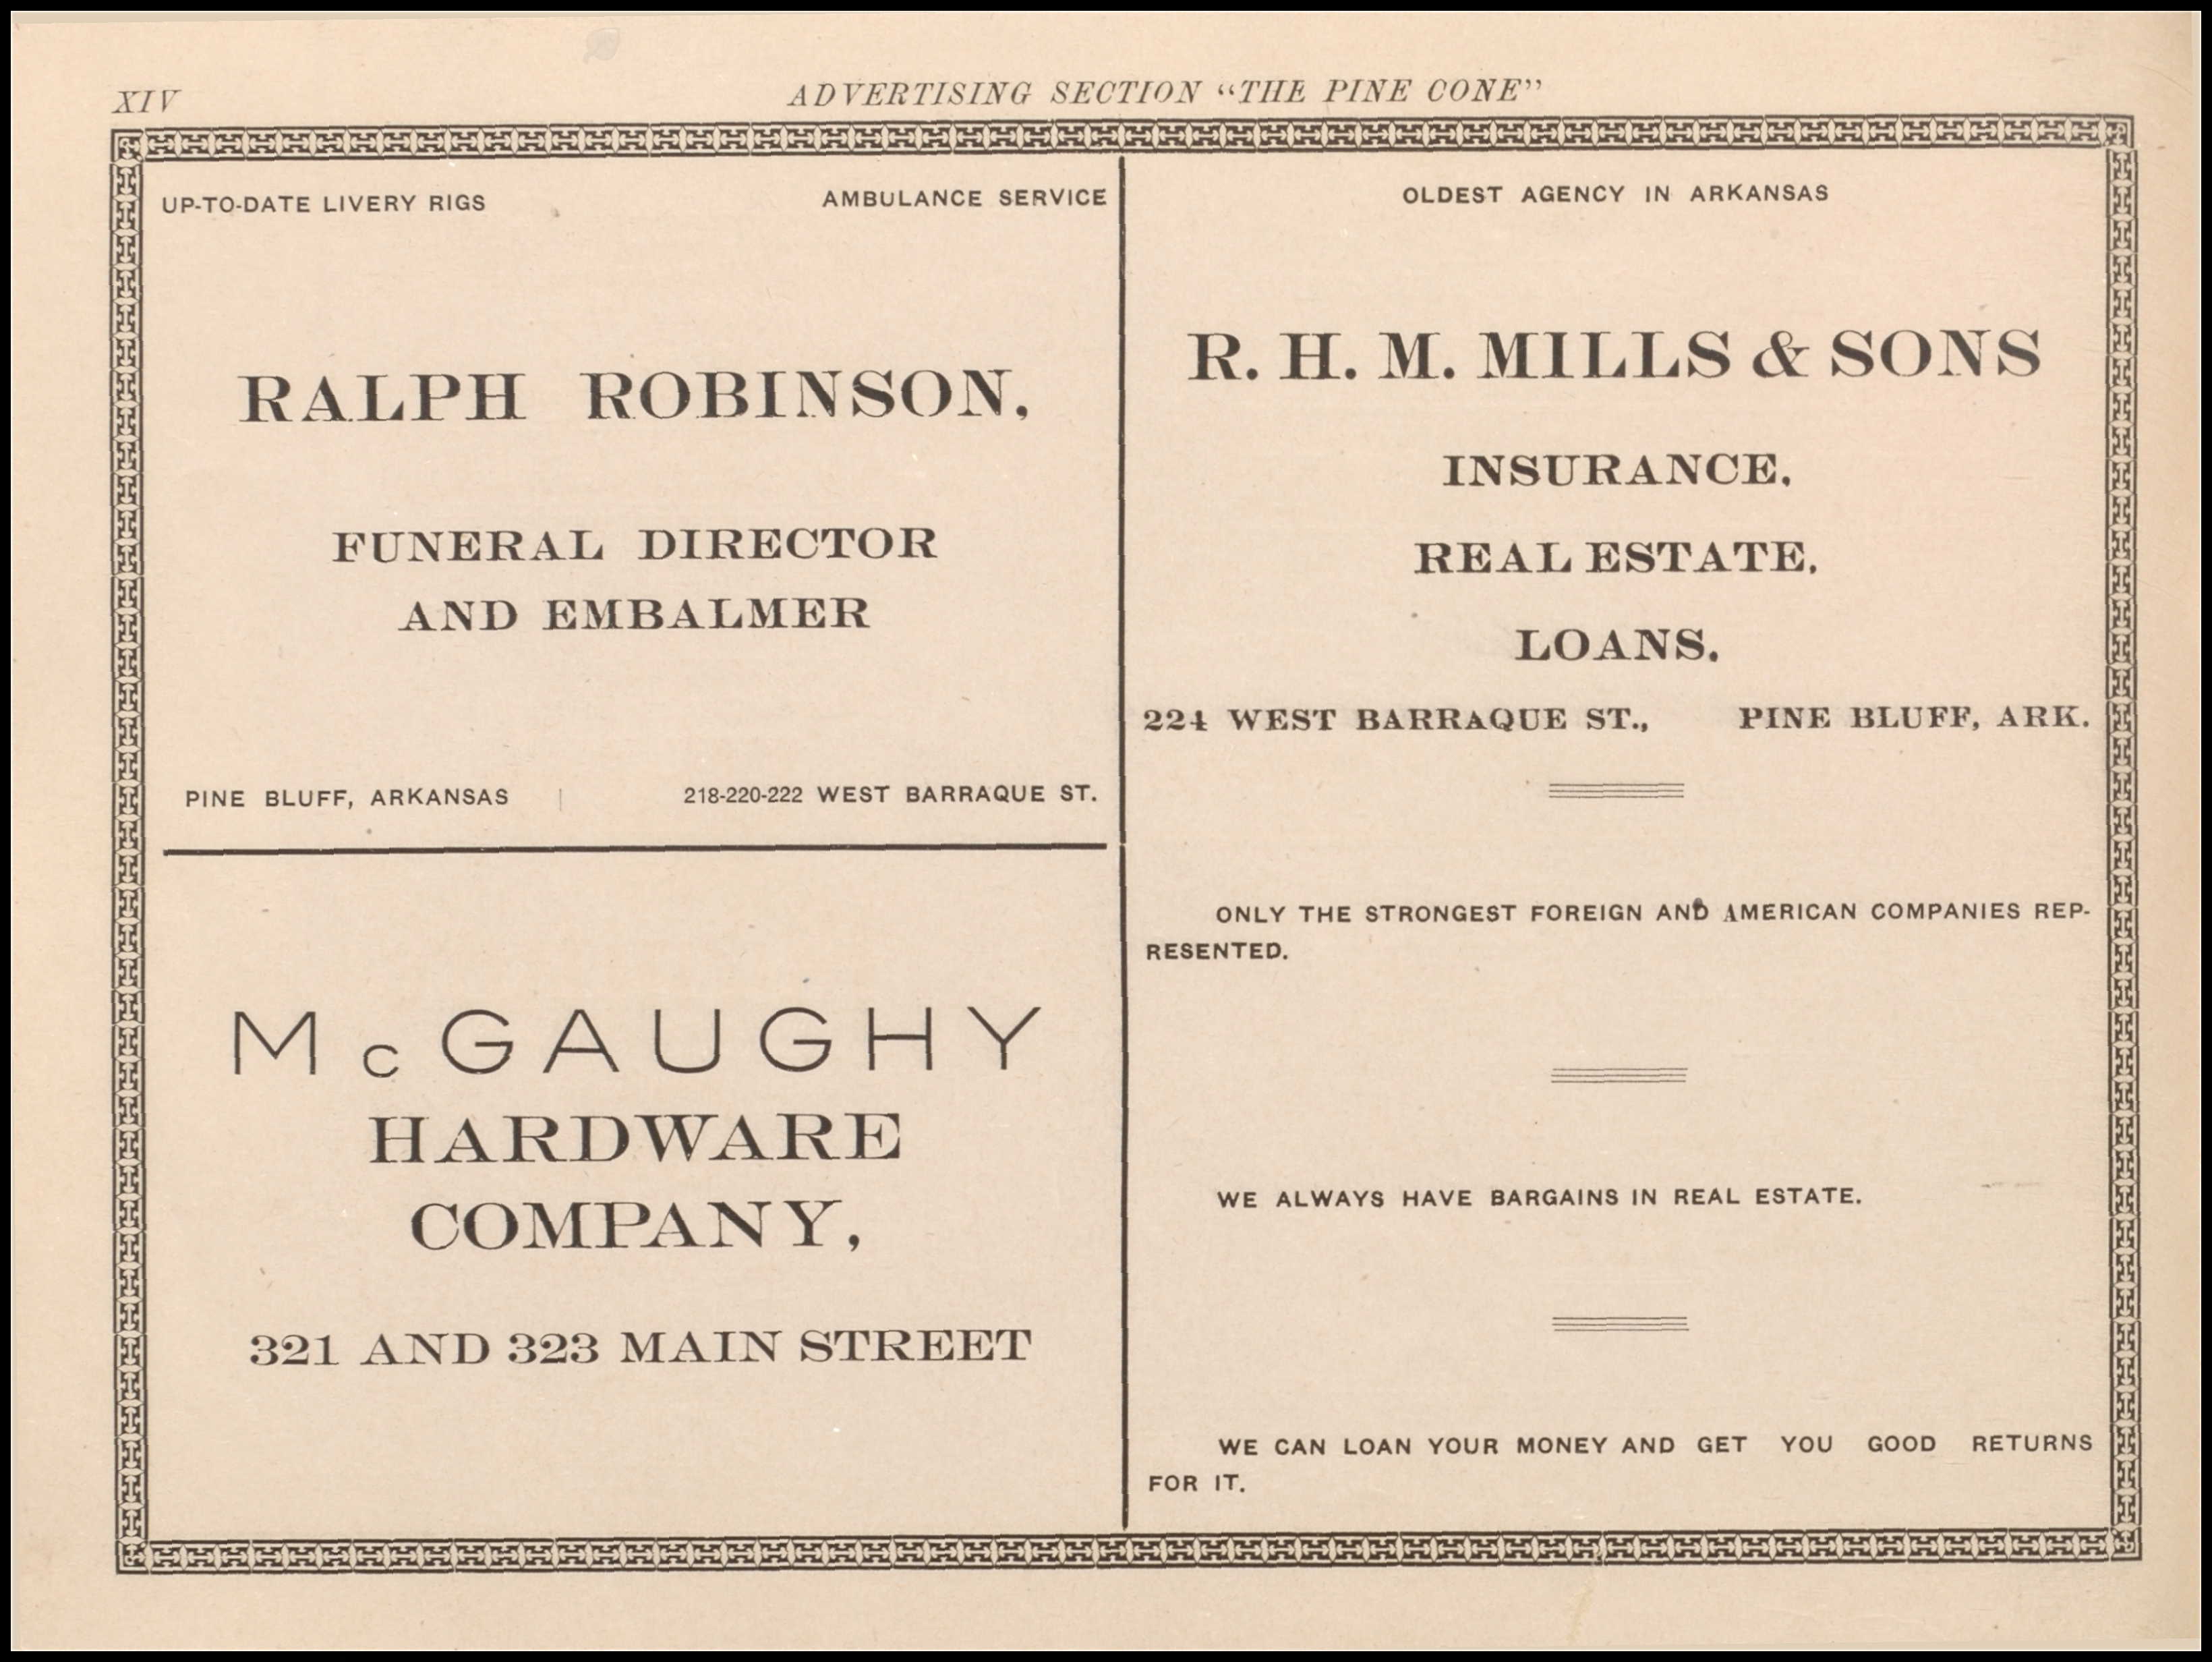 XIV
ADVERTISING SECTION “THE PINE CONE”
UP-TO-DATE LIVERY RIGS AMBULANCE SERVICE
RALPH ROBINSON,
FUNERAL DIRECTOR
AND EMBALMER
PINE BLUFF, ARKANSAS 218-220-222 WEST BARRAQUE ST.
McGAUGHY
HARDWARE
COMPANY,
321 AND 323 MAIN STREET
OLDEST AGENCY IN ARKANSAS
R. H. M. MILLS & SONS
INSURANCE,
REAL ESTATE,
LOANS.
224 WEST BARRAQUE ST., PINE BLUFF, ARK.
ONLY THE STRONGEST FOREIGN AND AMERICAN COMPANIES REP-
RESENTED.
WE ALWAYS HAVE BARGAINS IN REAL ESTATE.
WE CAN LOAN YOUR MONEY AND GET YOU GOOD RETURNS
FOR IT.